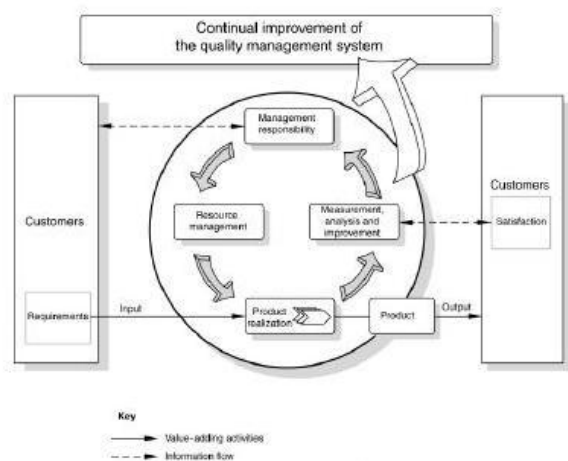 Continual improvement of
the quality management system
Management
responsibility
Customers
Customers
Resource
management
Measurement,
analysis and
improvement
Satisfaction
Requirements
Input
Product
realization
Product
Output
Key
Value-adding activities
Information flow